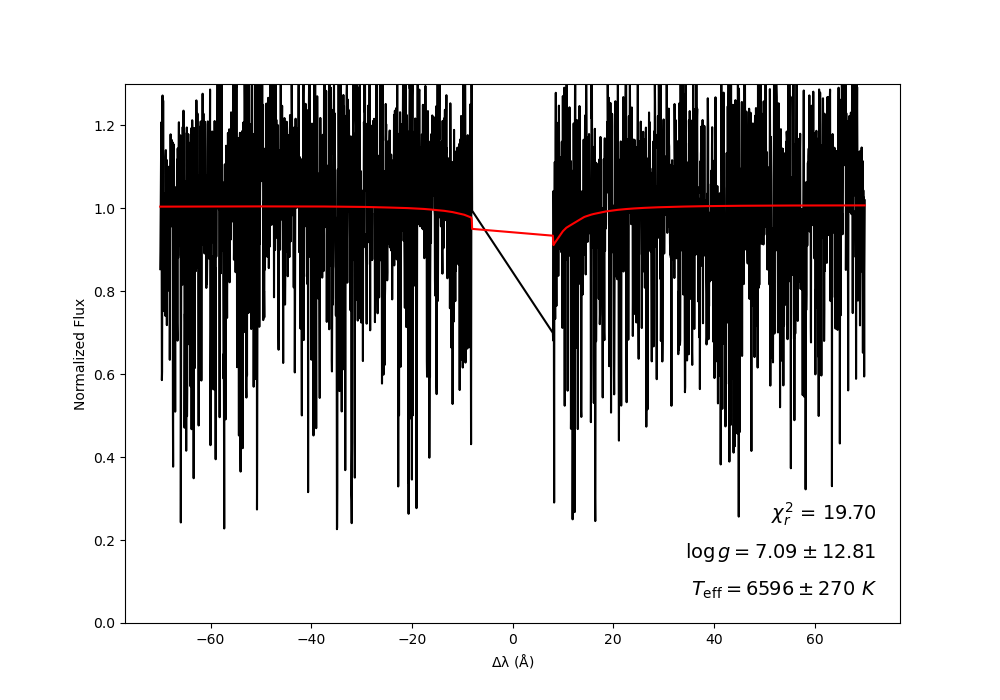 1.2
1.0
0.8
0.6
0.4
0.2
0.0
Normalized Flux
χ²ᵣ = 19.70
log g = 7.09 ± 12.81
T_eff = 6596 ± 270 K
−60 −40 −20 0 20 40 60
Δλ (Å)